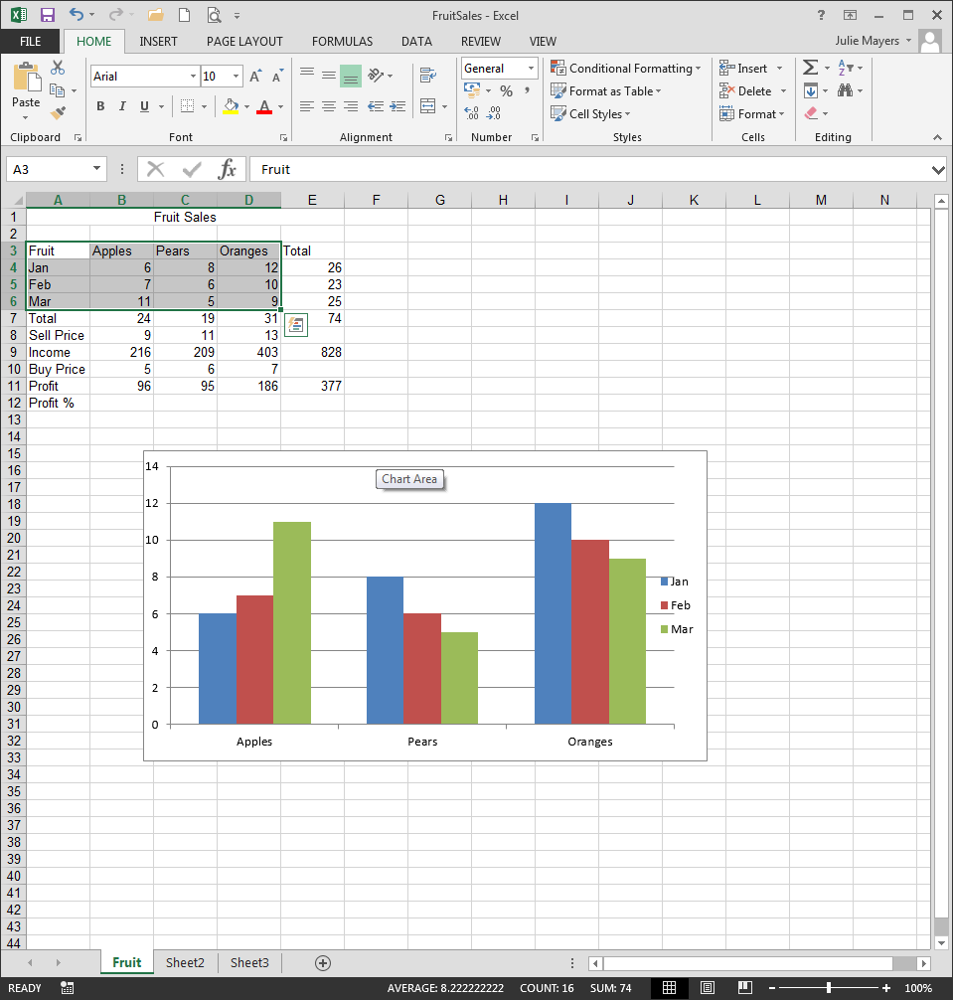 FruitSales - Excel
?
FILE HOME INSERT PAGE LAYOUT FORMULAS DATA REVIEW VIEW Julie Mayers
Paste Arial 10 A A General Conditional Formatting Insert
B I U A % , Format as Table Delete
.00 .0 .00 Cell Styles Format
Clipboard Font Alignment Number Styles Cells Editing
A3 fx Fruit
A B C D E F G H I J K L M N
1 Fruit Sales
2
3 Fruit Apples Pears Oranges Total
4 Jan 6 8 12 26
5 Feb 7 6 10 23
6 Mar 11 5 9 25
7 Total 24 19 31 74
8 Sell Price 9 11 13
9 Income 216 209 403 828
10 Buy Price 5 6 7
11 Profit 96 95 186 377
12 Profit %
13
14
15
16
17
18
19
20
21
22
23
24
25
26
27
28
29
30
31
32
33
34
35
36
37
38
39
40
41
42
43
44
Chart Area
14
12
10
8
6
4
2
0
Apples Pears Oranges
Jan
Feb
Mar
Fruit Sheet2 Sheet3
READY AVERAGE: 8.222222222 COUNT: 16 SUM: 74 100%